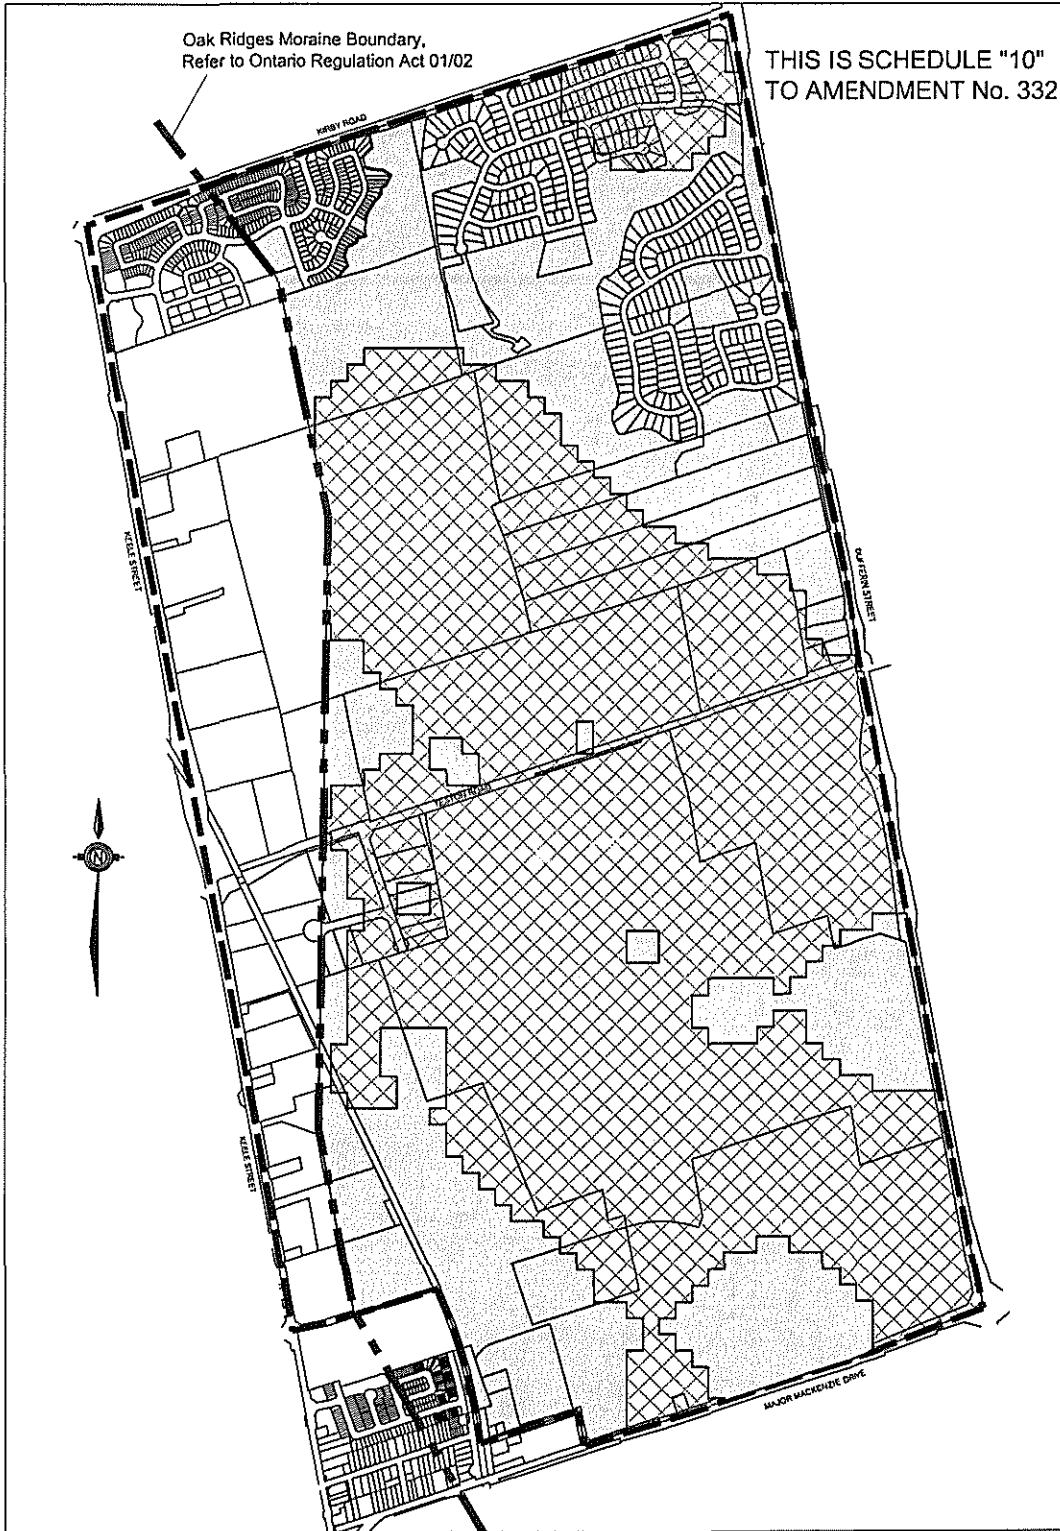 Oak Ridges Moraine Boundary,
Refer to Ontario Regulation Act 01/02
THIS IS SCHEDULE "10"
TO AMENDMENT No. 332
KIRBY ROAD
KEELE STREET
DUFFERIN STREET
TESTON ROAD
N
KEELE STREET
MAJOR MACKENZIE DRIVE